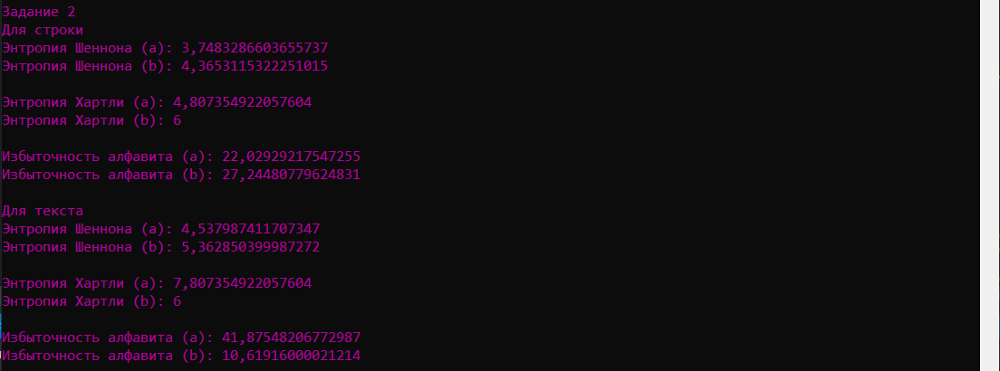 Задание 2
Для строки
Энтропия Шеннона (a): 3,7483286603655737
Энтропия Шеннона (b): 4,3653115322251015
Энтропия Хартли (a): 4,807354922057604
Энтропия Хартли (b): 6
Избыточность алфавита (a): 22,02929217547255
Избыточность алфавита (b): 27,24480779624831
Для текста
Энтропия Шеннона (a): 4,537987411707347
Энтропия Шеннона (b): 5,362850399987272
Энтропия Хартли (a): 7,807354922057604
Энтропия Хартли (b): 6
Избыточность алфавита (a): 41,87548206772987
Избыточность алфавита (b): 10,61916000021214